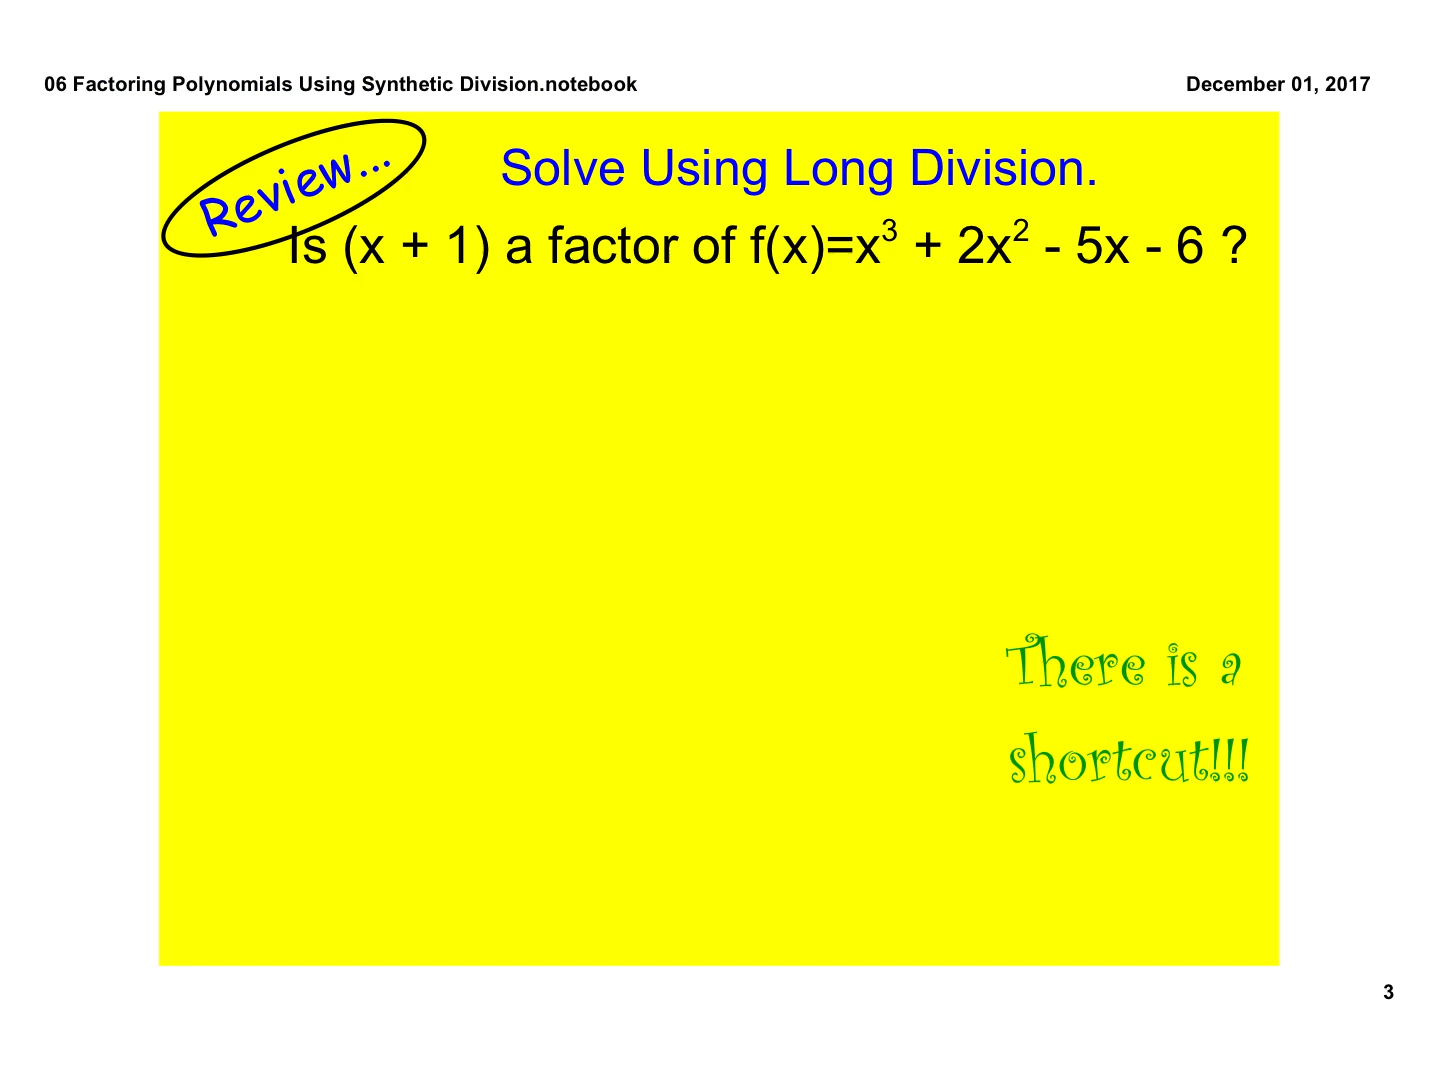 06 Factoring Polynomials Using Synthetic Division.notebook
December 01, 2017
Review...
Solve Using Long Division.
Is (x + 1) a factor of f(x)=x³ + 2x² - 5x - 6 ?
There is a
shortcut!!!
3